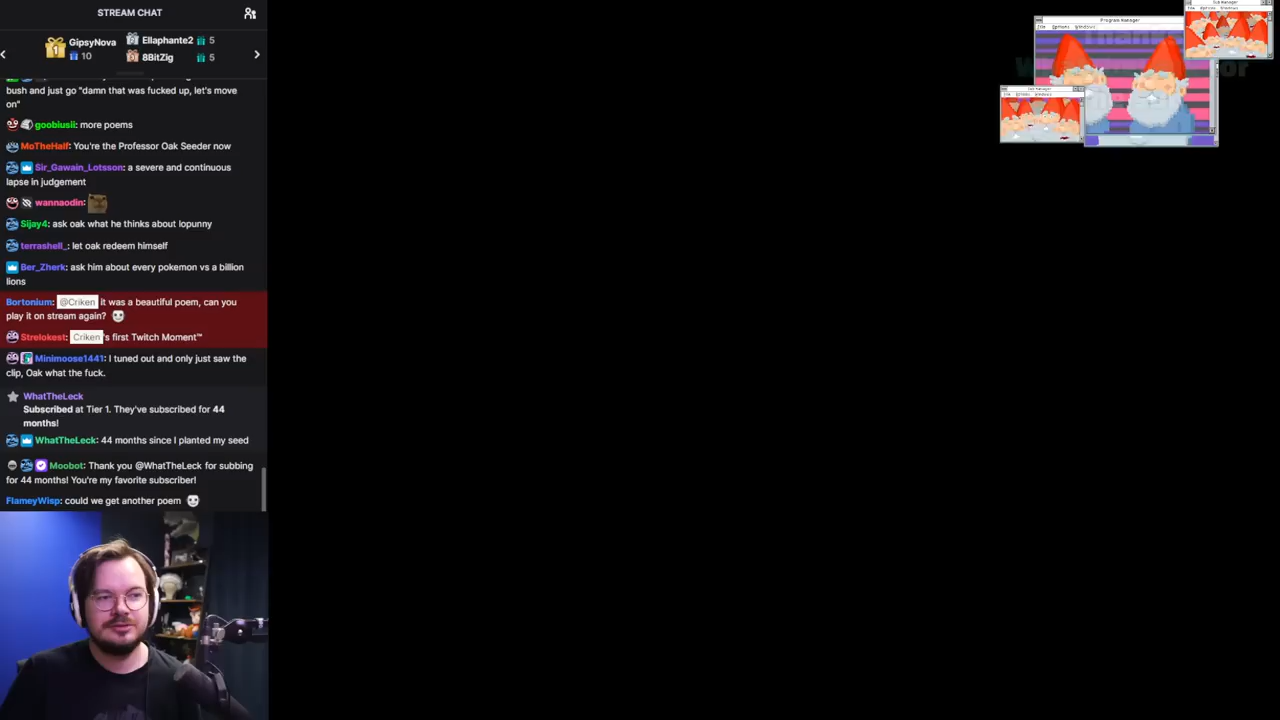 STREAM CHAT
10
5
8BitZig
5
bush and just go "damn that was fucked up, let's move
on"
goobiusii: more poems
MoTheHalf: You're the Professor Oak Seeder now
Sir_Gawain_Lotsson: a severe and continuous
lapse in judgement
wannaodin:
Sijay4: ask oak what he thinks about lopunny
terrashell_: let oak redeem himself
Ber_Zherk: ask him about every pokemon vs a billion
lions
Bortonium: @Criken it was a beautiful poem, can you
play it on stream again?
Strelokest: Criken's first Twitch Moment™
Minimoose1441: I tuned out and only just saw the
clip, Oak what the fuck.
WhatTheLeck
Subscribed at Tier 1. They've subscribed for 44
months!
WhatTheLeck: 44 months since I planted my seed
Moobot: Thank you @WhatTheLeck for subbing
for 44 months! You're my favorite subscriber!
FlameyWisp: could we get another poem
Program Manager
File Options Windows